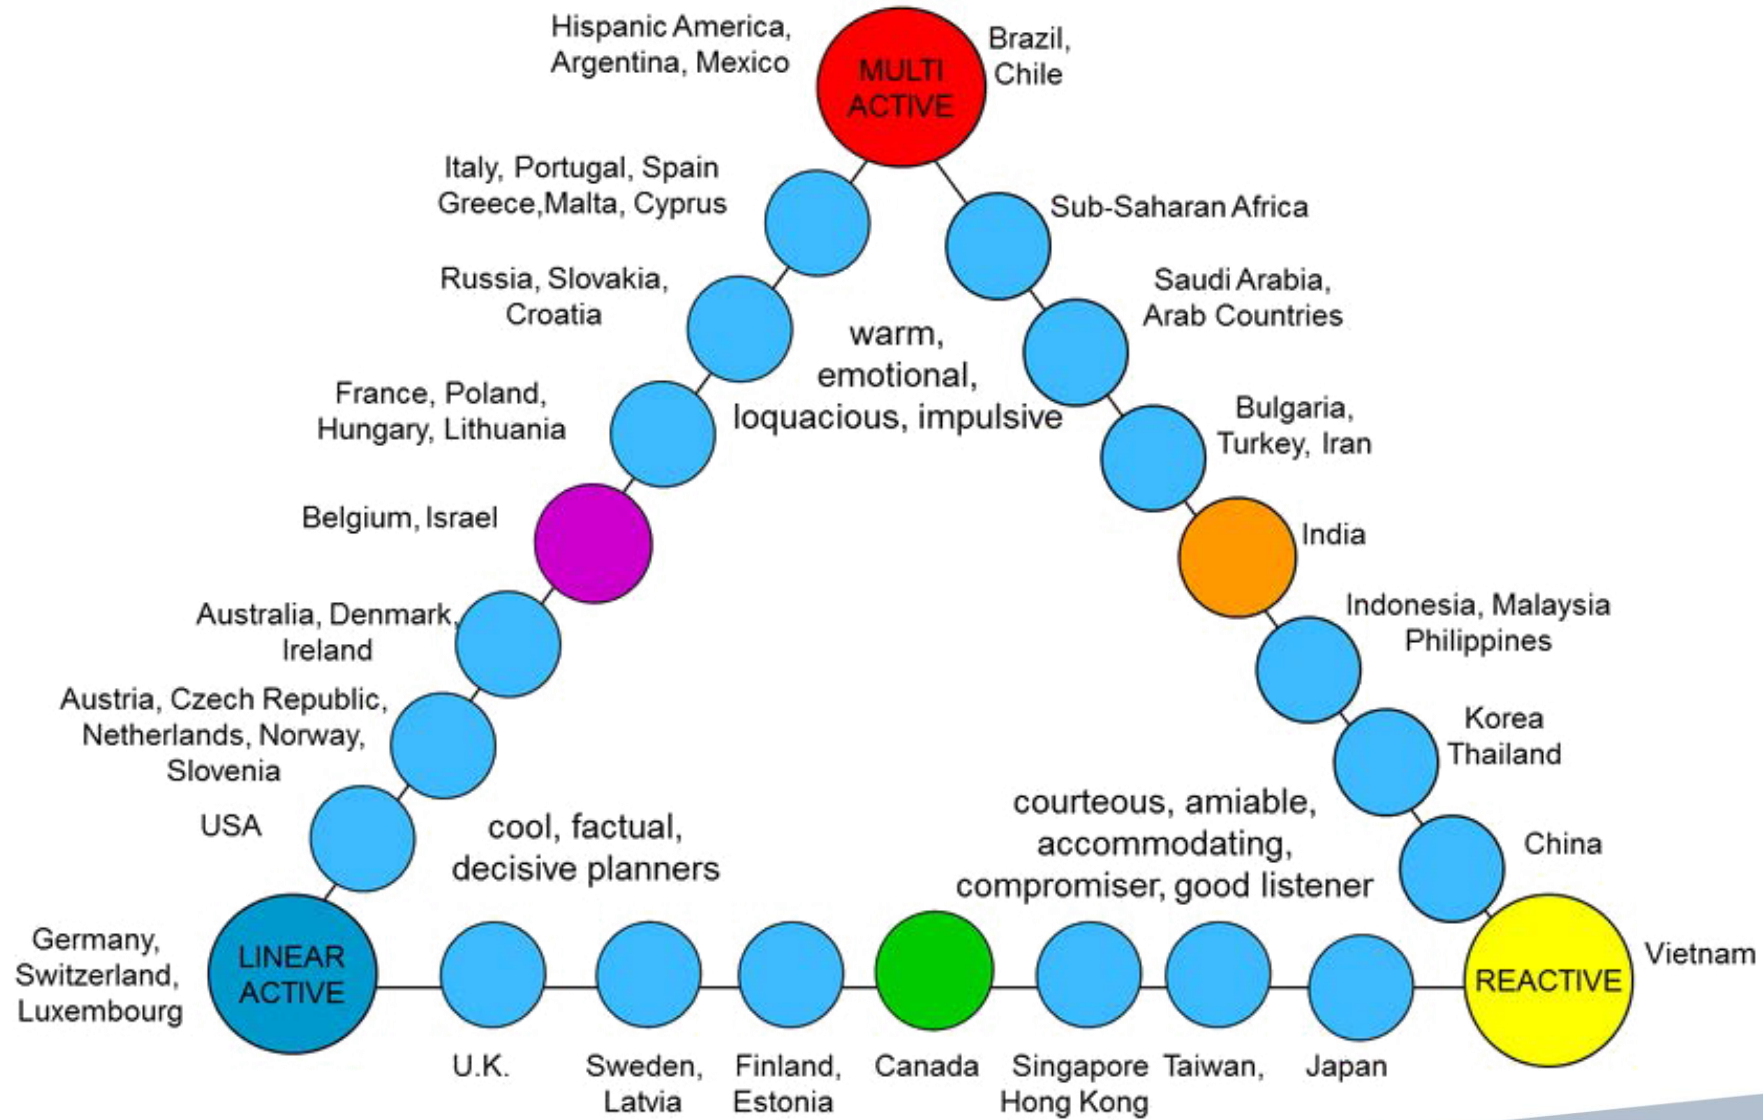 Hispanic America,
Argentina, Mexico
MULTI
ACTIVE
Brazil,
Chile
Italy, Portugal, Spain
Greece,Malta, Cyprus
Sub-Saharan Africa
Russia, Slovakia,
Croatia
Saudi Arabia,
Arab Countries
warm,
emotional,
loquacious, impulsive
France, Poland,
Hungary, Lithuania
Bulgaria,
Turkey, Iran
Belgium, Israel
India
Australia, Denmark,
Ireland
Indonesia, Malaysia
Philippines
Austria, Czech Republic,
Netherlands, Norway,
Slovenia
Korea
Thailand
USA
cool, factual,
decisive planners
courteous, amiable,
accommodating,
compromiser, good listener
China
Germany,
Switzerland,
Luxembourg
LINEAR
ACTIVE
REACTIVE
Vietnam
U.K.
Sweden,
Latvia
Finland,
Estonia
Canada
Singapore
Hong Kong
Taiwan,
Japan